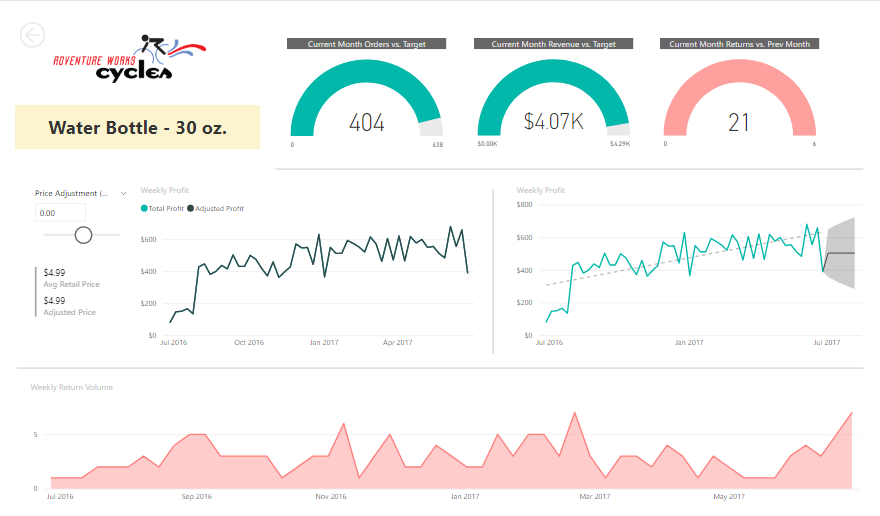 ADVENTURE WORKS
cycles
Water Bottle - 30 oz.
Current Month Orders vs. Target
404
0
438
Current Month Revenue vs. Target
$4.07K
$0.00K
$4.29K
Current Month Returns vs. Prev Month
21
0
6
Price Adjustment (...
0.00
$4.99
Avg Retail Price
$4.99
Adjusted Price
Weekly Profit
Total Profit Adjusted Profit
$600
$400
$200
$0
Jul 2016 Oct 2016 Jan 2017 Apr 2017
Weekly Profit
$800
$600
$400
$200
$0
Jul 2016 Jan 2017 Jul 2017
Weekly Return Volume
5
0
Jul 2016 Sep 2016 Nov 2016 Jan 2017 Mar 2017 May 2017